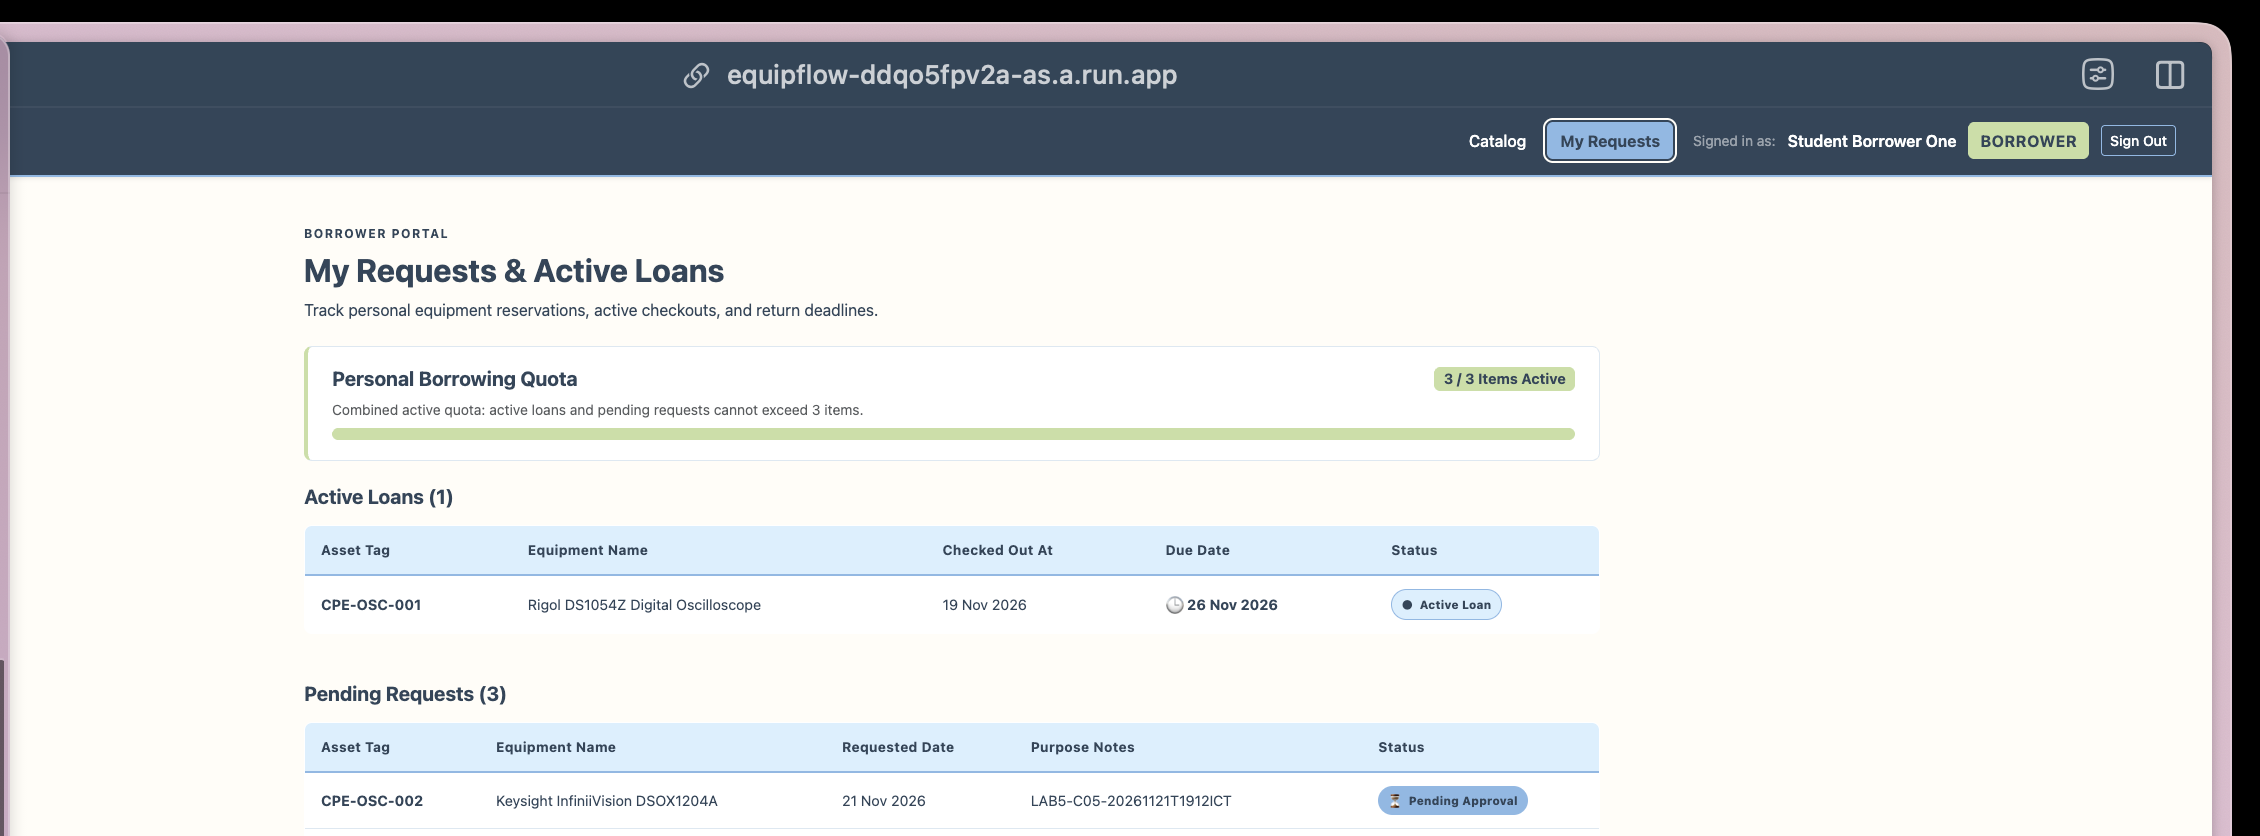 equipflow-ddqo5fpv2a-as.a.run.app
Catalog My Requests Signed in as: Student Borrower One BORROWER Sign Out
BORROWER PORTAL
My Requests & Active Loans
Track personal equipment reservations, active checkouts, and return deadlines.
Personal Borrowing Quota 3 / 3 Items Active
Combined active quota: active loans and pending requests cannot exceed 3 items.
Active Loans (1)
Asset Tag Equipment Name Checked Out At Due Date Status
CPE-OSC-001 Rigol DS1054Z Digital Oscilloscope 19 Nov 2026 26 Nov 2026 Active Loan
Pending Requests (3)
Asset Tag Equipment Name Requested Date Purpose Notes Status
CPE-OSC-002 Keysight InfiniiVision DSOX1204A 21 Nov 2026 LAB5-C05-20261121T1912ICT Pending Approval